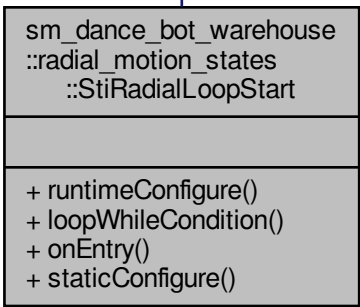 sm_dance_bot_warehouse
::radial_motion_states
::StiRadialLoopStart
+ runtimeConfigure()
+ loopWhileCondition()
+ onEntry()
+ staticConfigure()